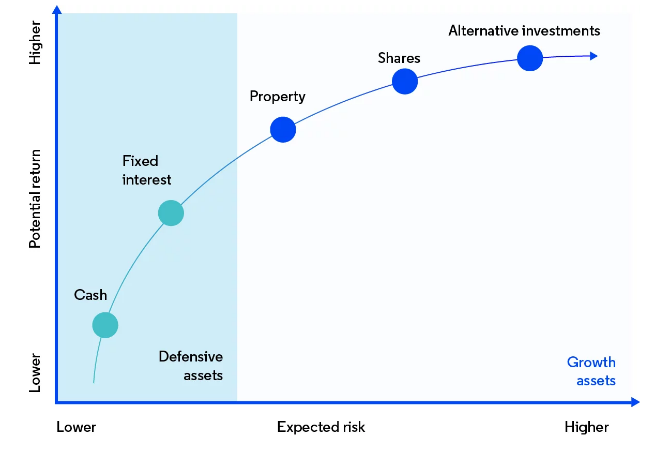 Higher
Potential return
Lower
Alternative investments
Shares
Property
Fixed
interest
Cash
Defensive
assets
Growth
assets
Lower
Expected risk
Higher